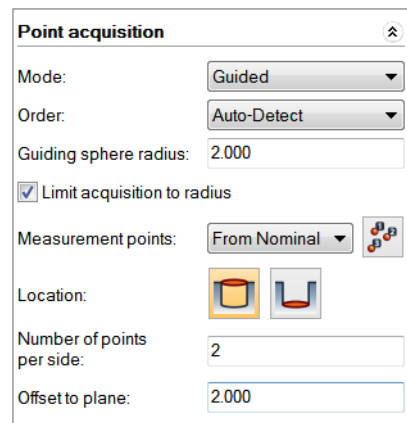 Point acquisition
Mode: Guided
Order: Auto-Detect
Guiding sphere radius: 2.000
Limit acquisition to radius
Measurement points: From Nominal
Location:
Number of points
per side: 2
Offset to plane: 2.000